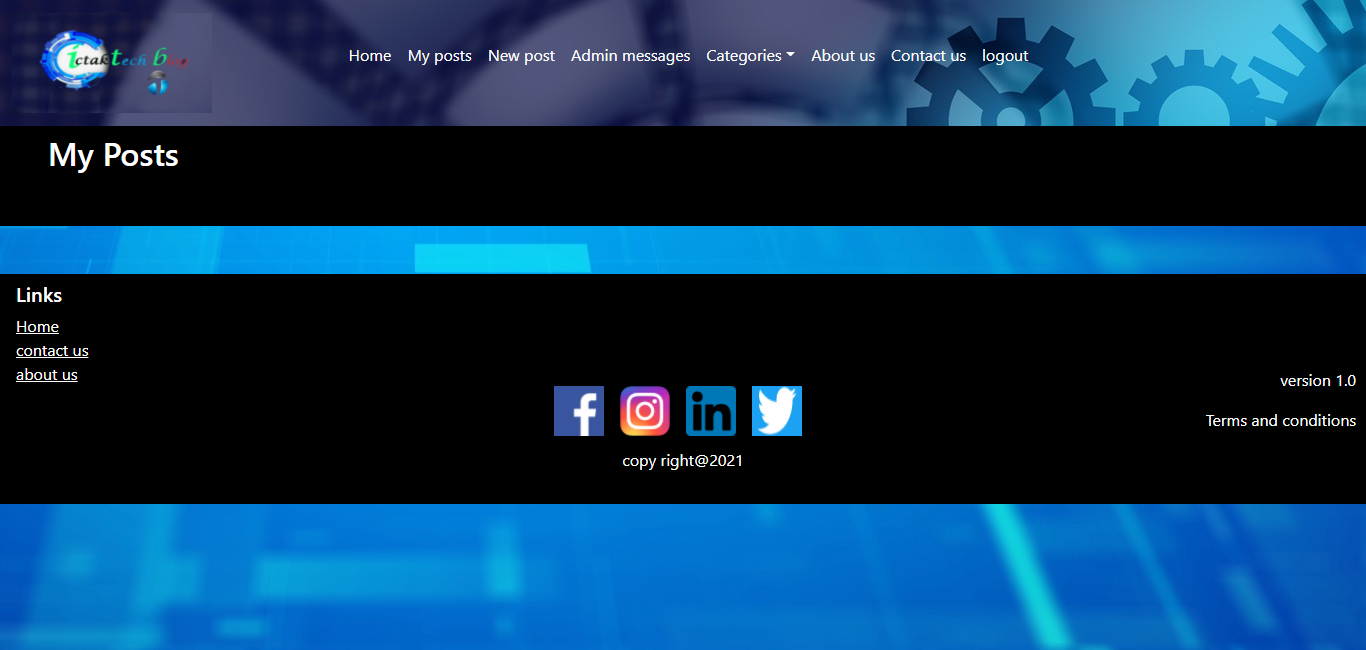 ictakTech Blog
Home My posts New post Admin messages Categories About us Contact us logout
My Posts
Links
Home
contact us
about us
version 1.0
Terms and conditions
copy right@2021